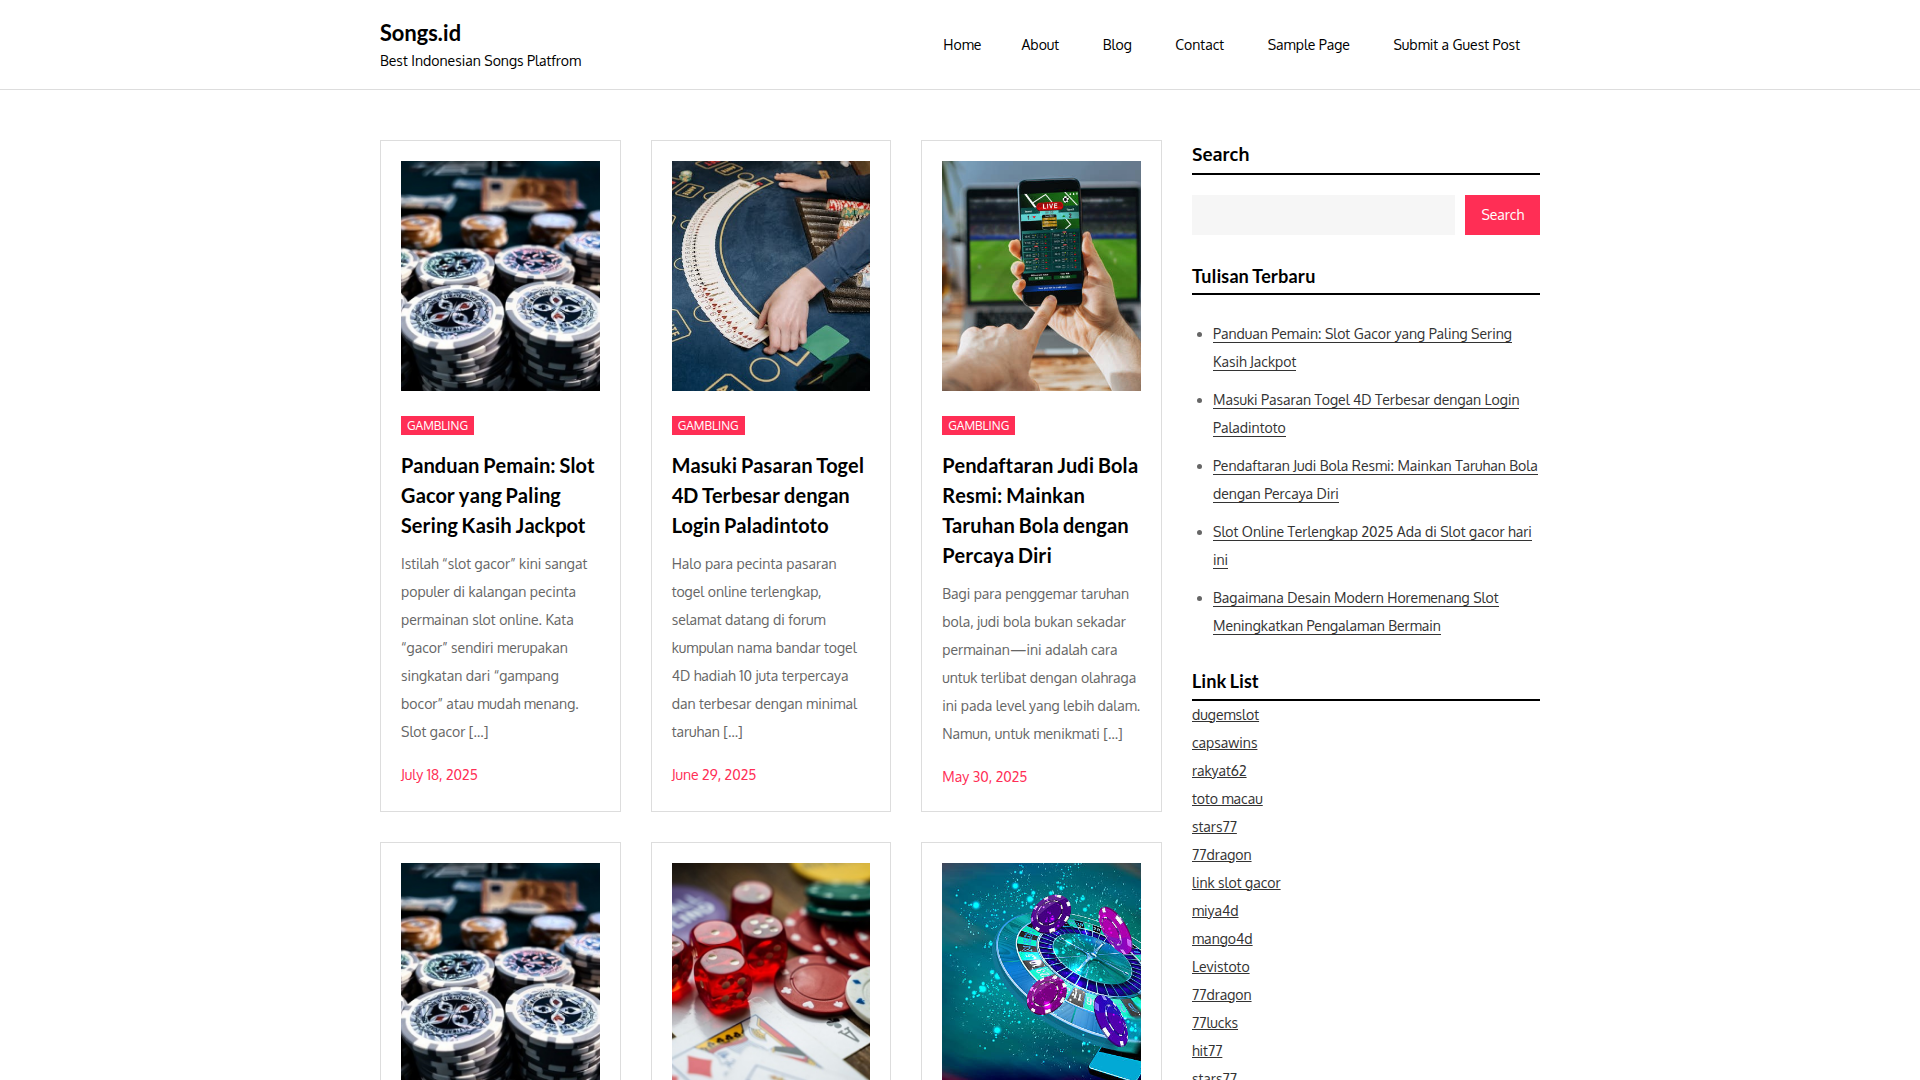 Songs.id
Best Indonesian Songs Platfrom
Home
About
Blog
Contact
Sample Page
Submit a Guest Post
GAMBLING
Panduan Pemain: Slot
Gacor yang Paling
Sering Kasih Jackpot
Istilah “slot gacor” kini sangat
populer di kalangan pecinta
permainan slot online. Kata
“gacor” sendiri merupakan
singkatan dari “gampang
bocor” atau mudah menang.
Slot gacor […]
July 18, 2025
GAMBLING
Masuki Pasaran Togel
4D Terbesar dengan
Login Paladintoto
Halo para pecinta pasaran
togel online terlengkap,
selamat datang di forum
kumpulan nama bandar togel
4D hadiah 10 juta terpercaya
dan terbesar dengan minimal
taruhan […]
June 29, 2025
LIVE
GAMBLING
Pendaftaran Judi Bola
Resmi: Mainkan
Taruhan Bola dengan
Percaya Diri
Bagi para penggemar taruhan
bola, judi bola bukan sekadar
permainan—ini adalah cara
untuk terlibat dengan olahraga
ini pada level yang lebih dalam.
Namun, untuk menikmati […]
May 30, 2025
Search
Search
Tulisan Terbaru
Panduan Pemain: Slot Gacor yang Paling Sering
Kasih Jackpot
Masuki Pasaran Togel 4D Terbesar dengan Login
Paladintoto
Pendaftaran Judi Bola Resmi: Mainkan Taruhan Bola
dengan Percaya Diri
Slot Online Terlengkap 2025 Ada di Slot gacor hari
ini
Bagaimana Desain Modern Horemenang Slot
Meningkatkan Pengalaman Bermain
Link List
dugemslot
capsawins
rakyat62
toto macau
stars77
77dragon
link slot gacor
miya4d
mango4d
Levistoto
77dragon
77lucks
hit77
stars77